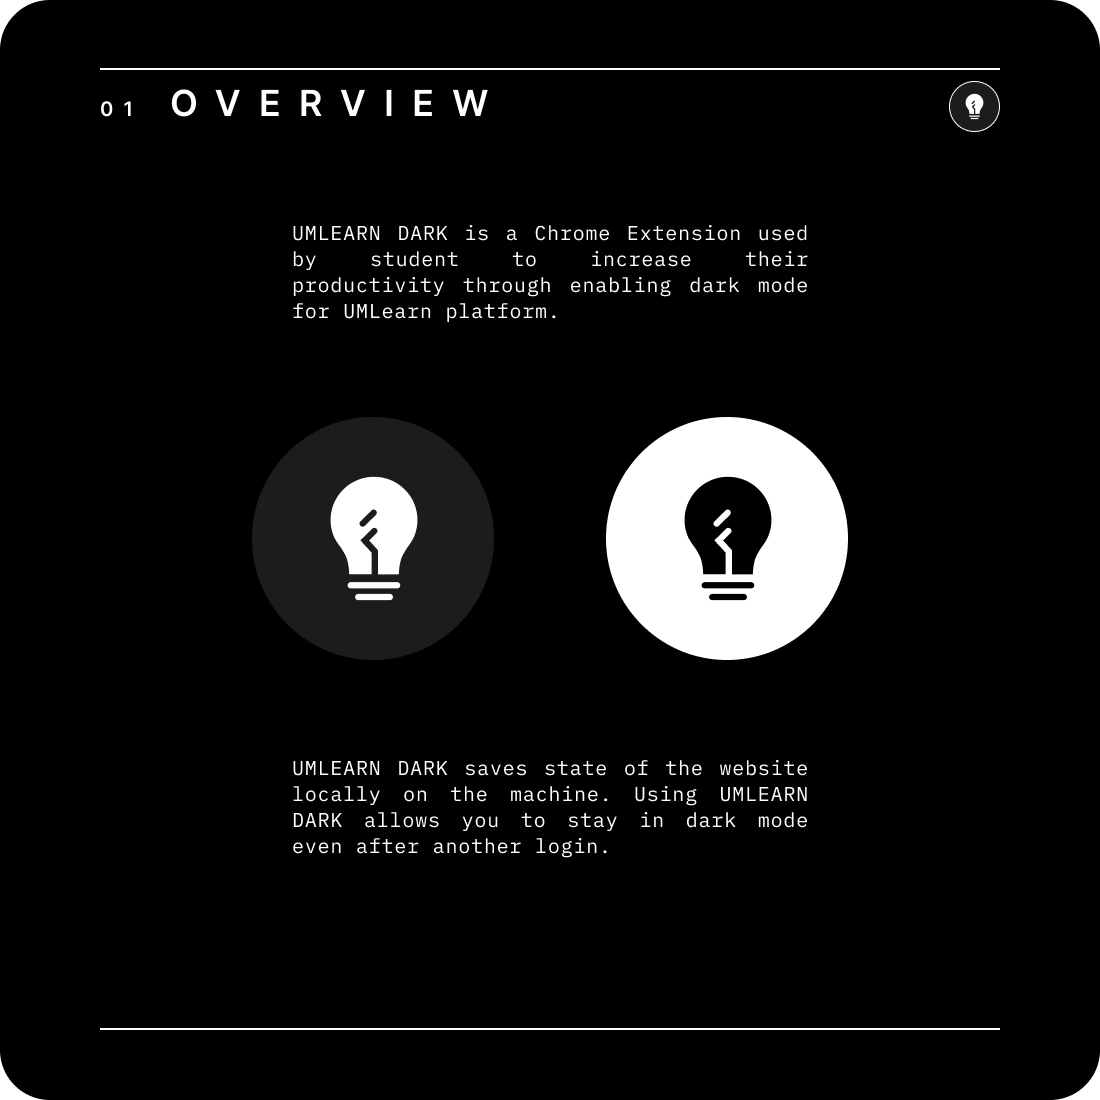 01 OVERVIEW
UMLEARN DARK is a Chrome Extension used
by student to increase their
productivity through enabling dark mode
for UMLearn platform.
UMLEARN DARK saves state of the website
locally on the machine. Using UMLEARN
DARK allows you to stay in dark mode
even after another login.